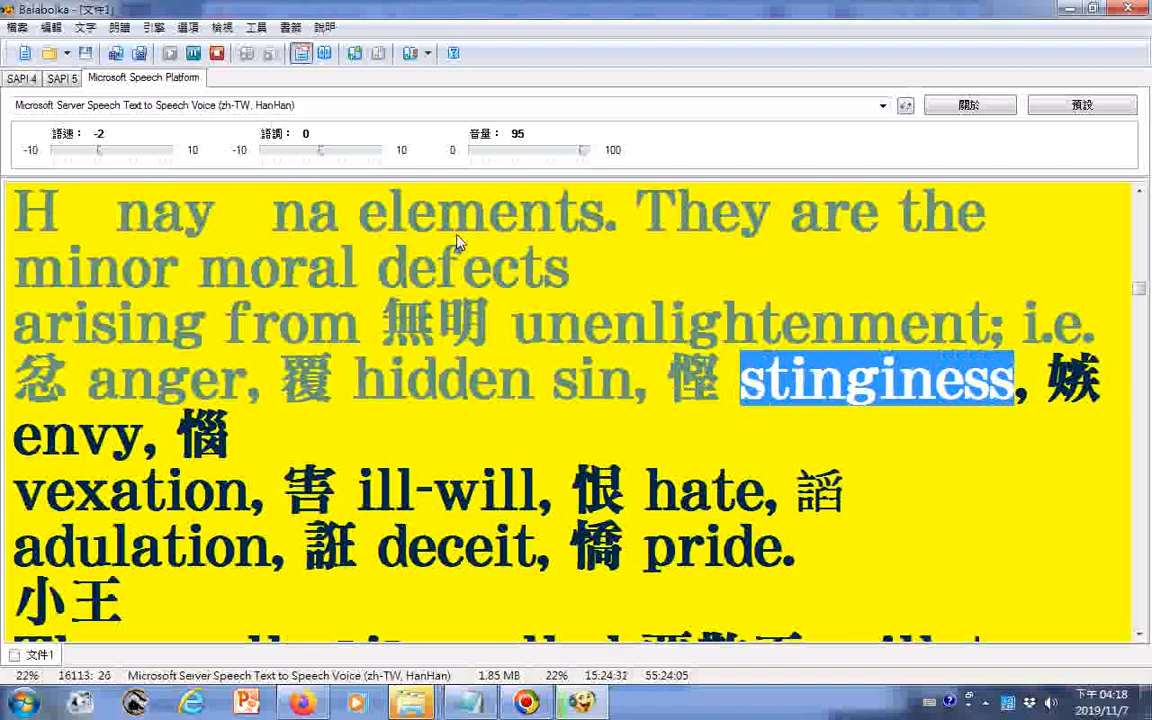 Balabolka - [文件1]
檔案 編輯 文字 朗讀 引擎 選項 檢視 工具 書籤 說明
SAPI 4 SAPI 5 Microsoft Speech Platform
Microsoft Server Speech Text to Speech Voice (zh-TW, HanHan) 關於 預設
語速： -2 語調： 0 音量： 95
-10 10 -10 10 0 100
H nay na elements. They are the
minor moral defects
arising from 無明 unenlightenment; i.e.
忿 anger, 覆 hidden sin, 慳 stinginess, 嫉
envy, 惱
vexation, 害 ill-will, 恨 hate, 諂
adulation, 誑 deceit, 憍 pride.
小王
文件1
22% 16113: 26 Microsoft Server Speech Text to Speech Voice (zh-TW, HanHan) 1.85 MB 22% 15:24:31 55:24:05
下午 04:18
2019/11/7